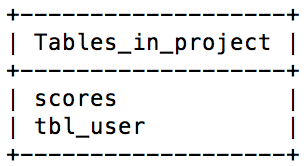 +------------------+
| Tables_in_project |
+------------------+
| scores |
| tbl_user |
+------------------+